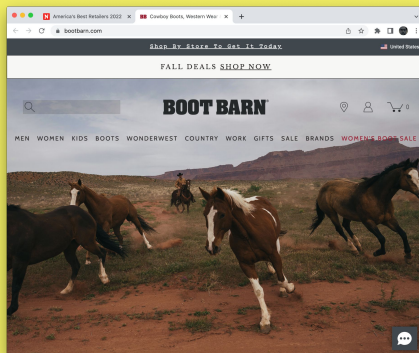 America's Best Retailers 2022
Cowboy Boots, Western Wear
bootbarn.com
Shop By Store To Get It Today
United States
FALL DEALS SHOP NOW
BOOT BARN
0
MEN WOMEN KIDS BOOTS WONDERWEST COUNTRY WORK GIFTS SALE BRANDS WOMEN'S BOOT SALE